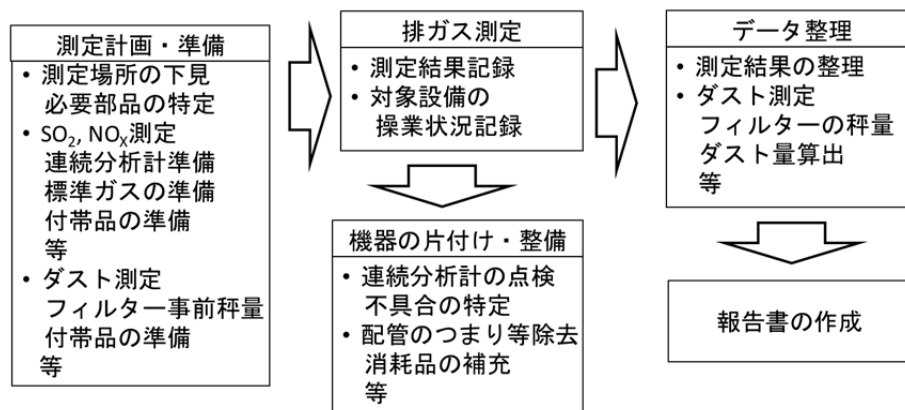 測定計画・準備
• 測定場所の下見
必要部品の特定
• SO₂, NOₓ測定
連続分析計準備
標準ガスの準備
付帯品の準備
等
• ダスト測定
フィルター事前秤量
付帯品の準備
等
排ガス測定
• 測定結果記録
• 対象設備の
操業状況記録
機器の片付け・整備
• 連続分析計の点検
不具合の特定
• 配管のつまり等除去
消耗品の補充
等
データ整理
• 測定結果の整理
• ダスト測定
フィルターの秤量
ダスト量算出
等
報告書の作成